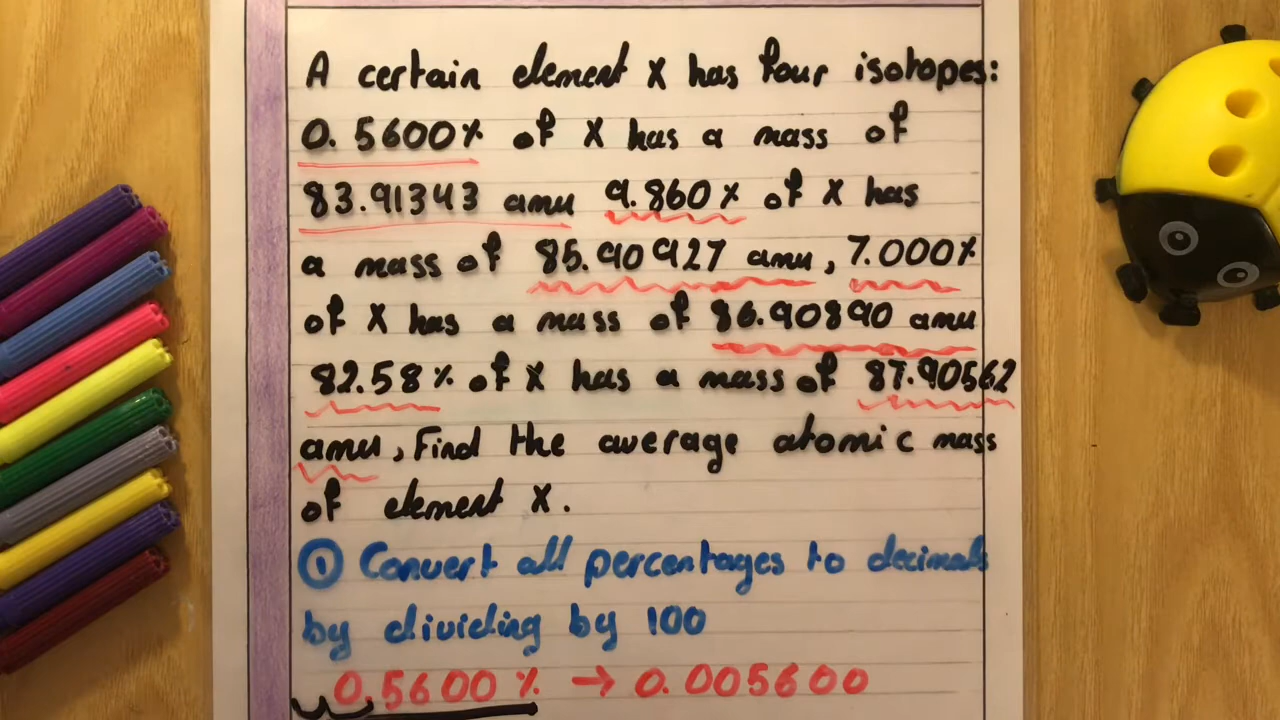 A certain element X has four isotopes:
0.5600% of X has a mass of
83.91343 amu 9.860% of X has
a mass of 85.90927 amu, 7.000%
of X has a mass of 86.90890 amu
82.58% of X has a mass of 87.90562
amu, Find the average atomic mass
of element X.
① Convert all percentages to decimals
by dividing by 100
0.5600% → 0.005600